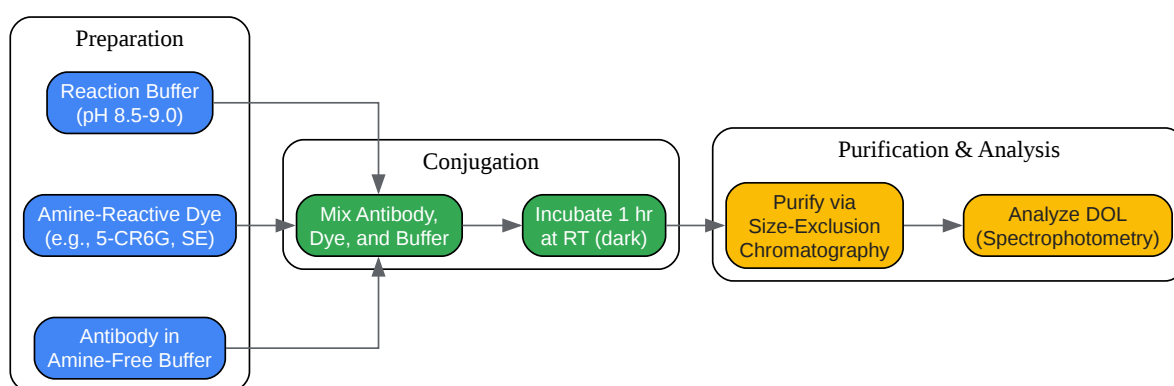 Preparation
Reaction Buffer
(pH 8.5-9.0)
Amine-Reactive Dye
(e.g., 5-CR6G, SE)
Antibody in
Amine-Free Buffer
Conjugation
Mix Antibody,
Dye, and Buffer
Incubate 1 hr
at RT (dark)
Purification & Analysis
Purify via
Size-Exclusion
Chromatography
Analyze DOL
(Spectrophotometry)